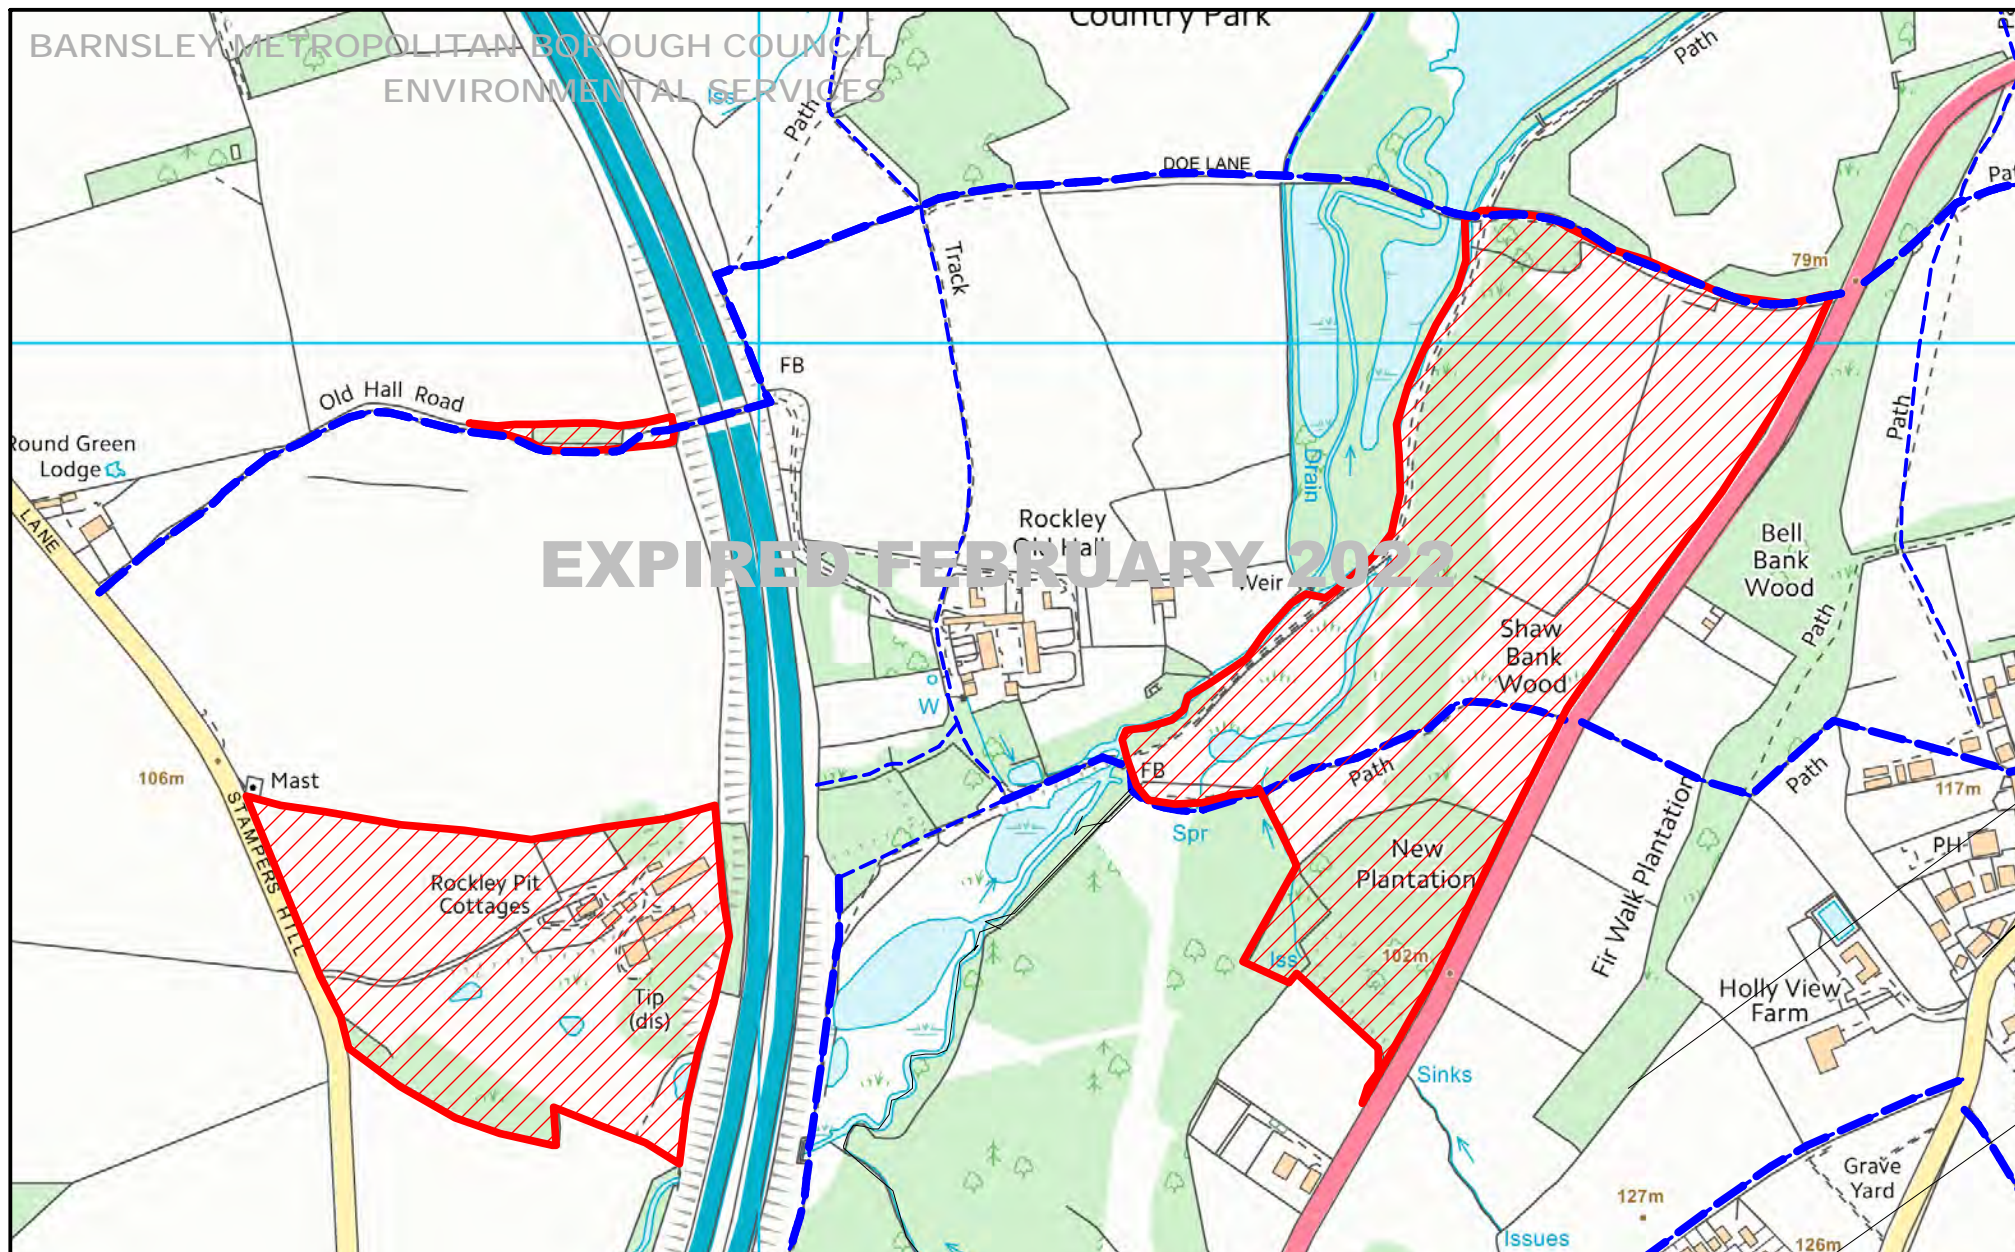 Country Park
BARNSLEY METROPOLITAN BOROUGH COUNCIL
ENVIRONMENTAL SERVICES
Iss
Path
Path
DOE LANE
Track
79m
FB
Old Hall Road
Round Green
Lodge
LANE
Path
Drain
Rockley
Old Hall
EXPIRED FEBRUARY 2022
Weir
Bell
Bank
Wood
Path
Shaw
Bank
Wood
W
106m
Mast
STAMPERS HILL
FB
Path
Spr
Path
117m
PH
New
Plantation
Fir Walk Plantation
Rockley Pit
Cottages
Iss
102m
Tip
(dis)
Holly View
Farm
Sinks
Grave
Yard
127m
126m
Issues